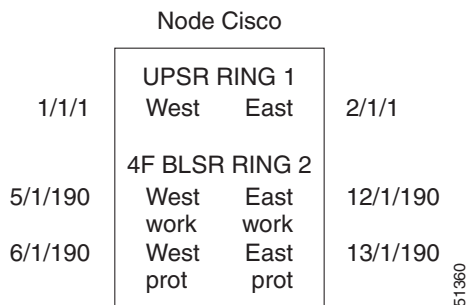 Node Cisco
UPSR RING 1
1/1/1 West East 2/1/1
4F BLSR RING 2
5/1/190 West East 12/1/190
work work
6/1/190 West East 13/1/190
prot prot
51360